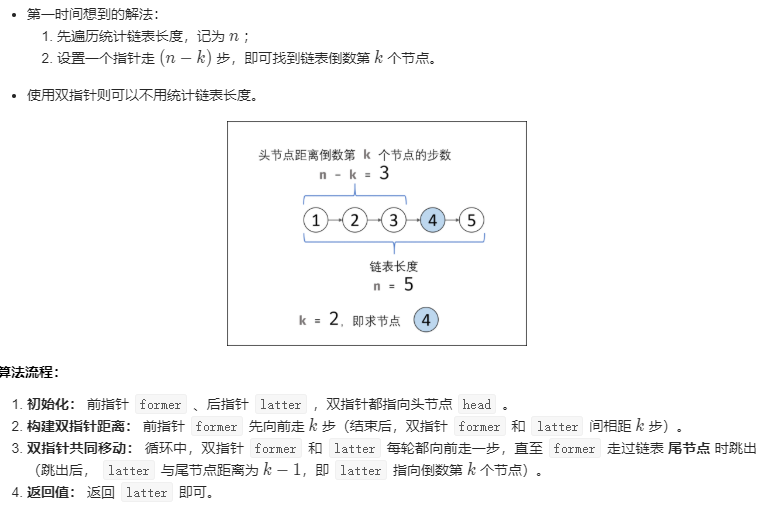 • 第一时间想到的解法：
1. 先遍历统计链表长度，记为 n ；
2. 设置一个指针走 (n − k) 步，即可找到链表倒数第 k 个节点。
• 使用双指针则可以不用统计链表长度。
头节点距离倒数第 k 个节点的步数
n - k = 3
1 2 3 4 5
链表长度
n = 5
k = 2，即求节点 4
算法流程：
1. 初始化： 前指针 former 、后指针 latter ，双指针都指向头节点 head 。
2. 构建双指针距离： 前指针 former 先向前走 k 步（结束后，双指针 former 和 latter 间相距 k 步）。
3. 双指针共同移动： 循环中，双指针 former 和 latter 每轮都向前走一步，直至 former 走过链表 尾节点 时跳出
（跳出后， latter 与尾节点距离为 k − 1，即 latter 指向倒数第 k 个节点）。
4. 返回值： 返回 latter 即可。